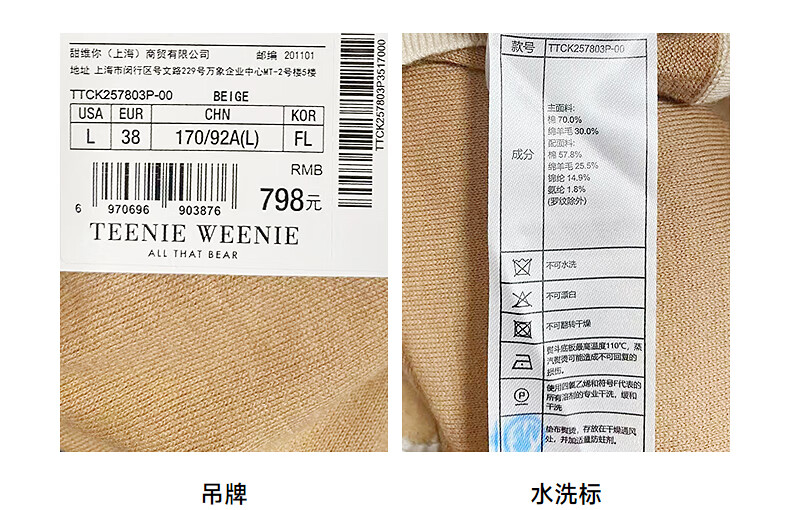 甜维你（上海）商贸有限公司 邮编 201101
地址 上海市闵行区号文路229号万象企业中心MT-2号楼5楼
TTCK257803P-00 BEIGE
USA EUR CHN KOR
L 38 170/92A(L) FL
RMB
798元
6 970696 903876
TEENIE WEENIE
ALL THAT BEAR
TTCK257803P3517000
款号 TTCK257803P-00
成分
主面料:
棉 70.0%
绵羊毛 30.0%
配面料:
棉 57.8%
绵羊毛 25.5%
锦纶 14.9%
氨纶 1.8%
(罗纹除外)
不可水洗
不可漂白
不可翻转干燥
熨斗底板最高温度110℃，蒸
汽熨烫可能造成不可回复的
损伤。
P
使用四氯乙烯和符号F代表的
所有溶剂的专业干洗，缓和
干洗
垫布熨烫，存放在干燥通风
处，并加适量防蛀剂。
吊牌
水洗标